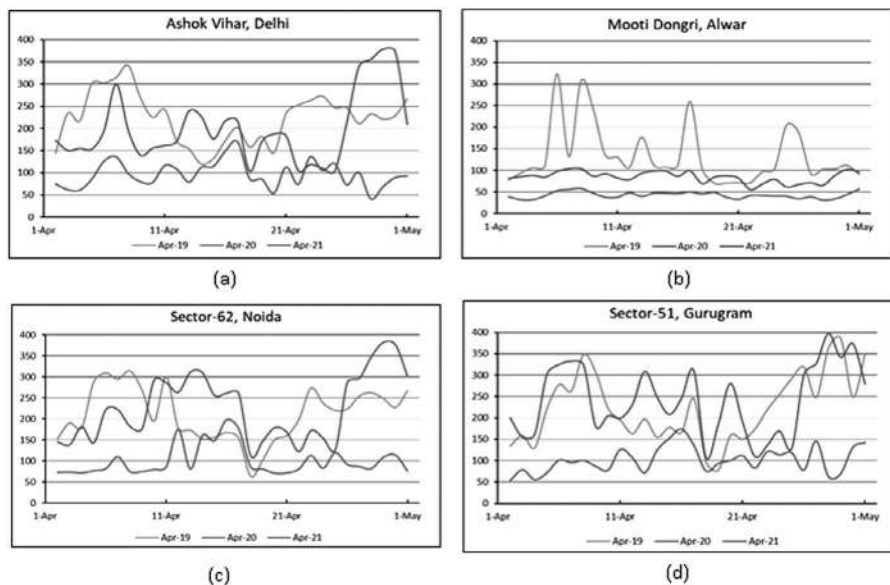 Ashok Vihar, Delhi
400
350
300
250
200
150
100
50
0
1-Apr 11-Apr 21-Apr 1-May
Apr-19 Apr-20 Apr-21
(a)
Mooti Dongri, Alwar
400
350
300
250
200
150
100
50
0
1-Apr 11-Apr 21-Apr 1-May
Apr-19 Apr-20 Apr-21
(b)
Sector-62, Noida
400
350
300
250
200
150
100
50
0
1-Apr 11-Apr 21-Apr 1-May
Apr-19 Apr-20 Apr-21
(c)
Sector-51, Gurugram
400
350
300
250
200
150
100
50
0
1-Apr 11-Apr 21-Apr 1-May
Apr-19 Apr-20 Apr-21
(d)